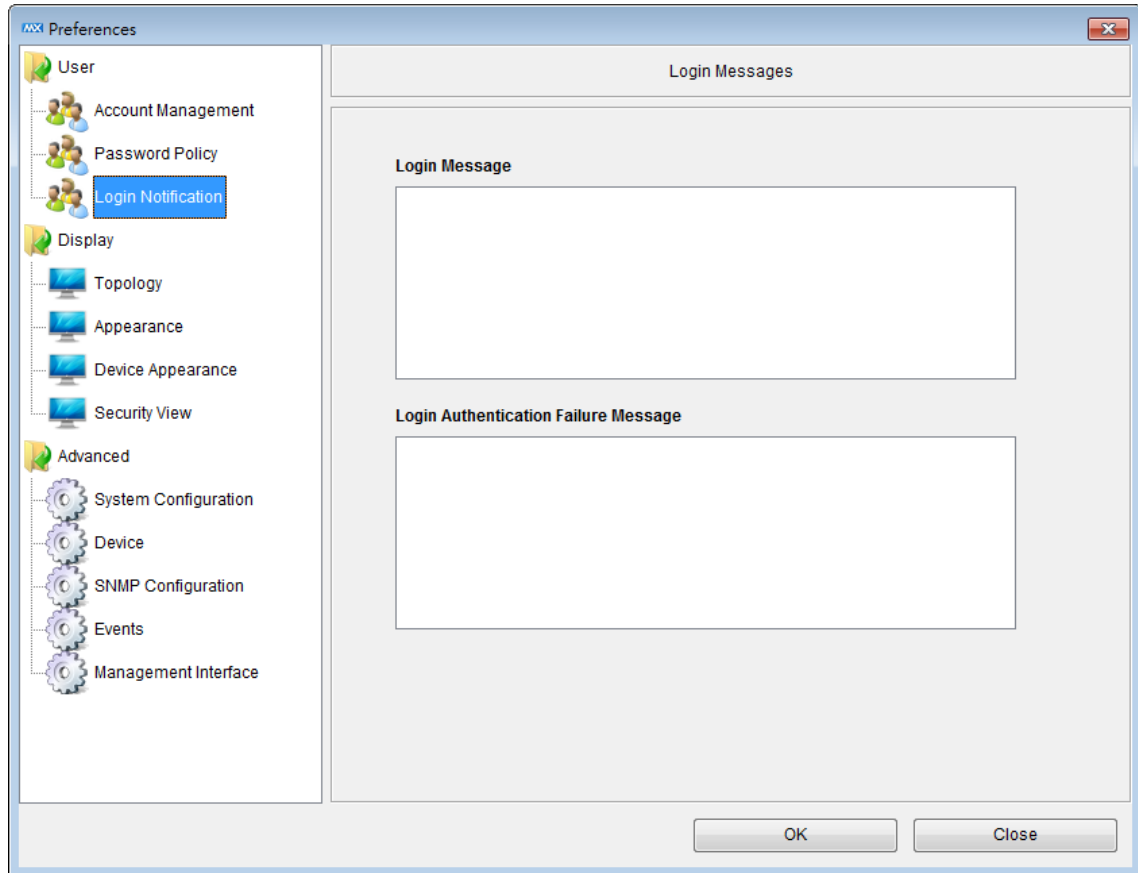 MX Preferences
User
Account Management
Password Policy
Login Notification
Display
Topology
Appearance
Device Appearance
Security View
Advanced
System Configuration
Device
SNMP Configuration
Events
Management Interface
Login Messages
Login Message
Login Authentication Failure Message
OK
Close